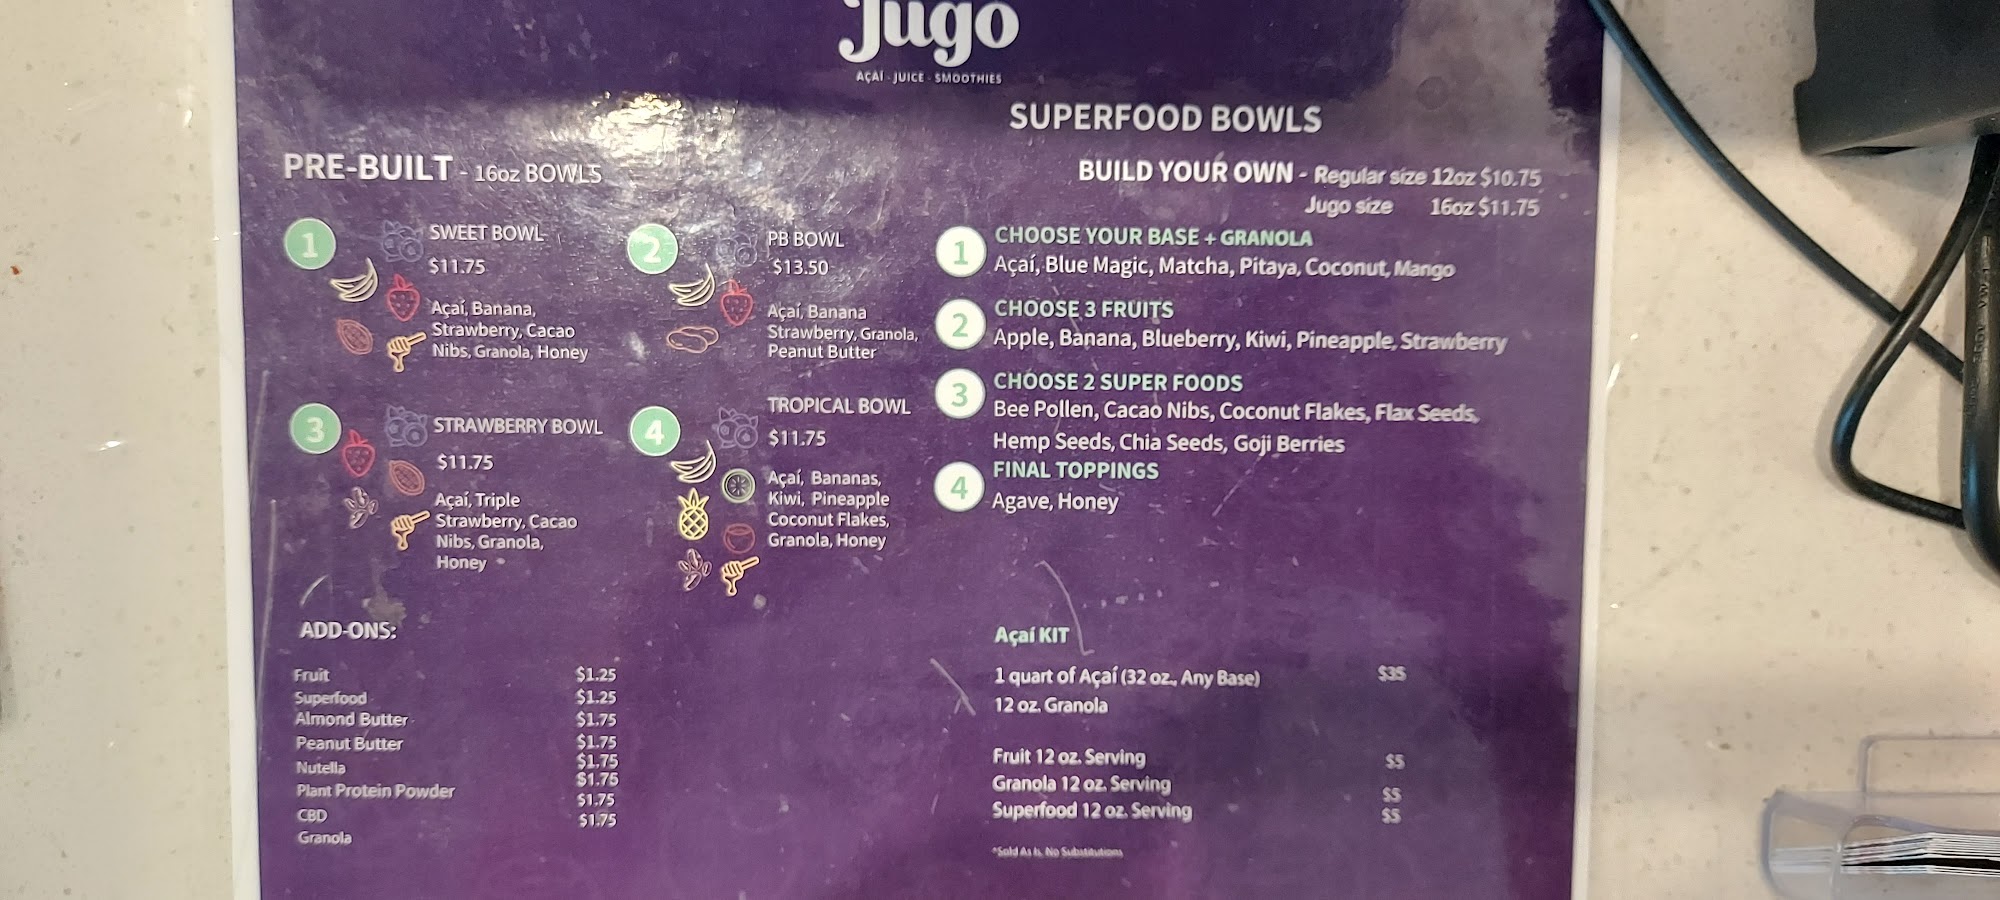 Jugo
AÇAÍ · JUICE · SMOOTHIES
SUPERFOOD BOWLS
PRE-BUILT - 16oz BOWLS
1
SWEET BOWL
$11.75
Açaí, Banana,
Strawberry, Cacao
Nibs, Granola, Honey
2
PB BOWL
$13.50
Açaí, Banana
Strawberry, Granola,
Peanut Butter
3
STRAWBERRY BOWL
$11.75
Açaí, Triple
Strawberry, Cacao
Nibs, Granola,
Honey
4
TROPICAL BOWL
$11.75
Açaí, Bananas,
Kiwi, Pineapple
Coconut Flakes,
Granola, Honey
BUILD YOUR OWN - Regular size 12oz $10.75
Jugo size 16oz $11.75
1 CHOOSE YOUR BASE + GRANOLA
Açaí, Blue Magic, Matcha, Pitaya, Coconut, Mango
2 CHOOSE 3 FRUITS
Apple, Banana, Blueberry, Kiwi, Pineapple, Strawberry
3 CHOOSE 2 SUPER FOODS
Bee Pollen, Cacao Nibs, Coconut Flakes, Flax Seeds,
Hemp Seeds, Chia Seeds, Goji Berries
4 FINAL TOPPINGS
Agave, Honey
ADD-ONS:
Fruit $1.25
Superfood $1.25
Almond Butter $1.75
Peanut Butter $1.75
Nutella $1.75
Plant Protein Powder $1.75
CBD $1.75
Granola $1.75
Açaí KIT
1 quart of Açaí (32 oz., Any Base) $35
12 oz. Granola
Fruit 12 oz. Serving $5
Granola 12 oz. Serving $5
Superfood 12 oz. Serving $5
*Sold As Is, No Substitutions